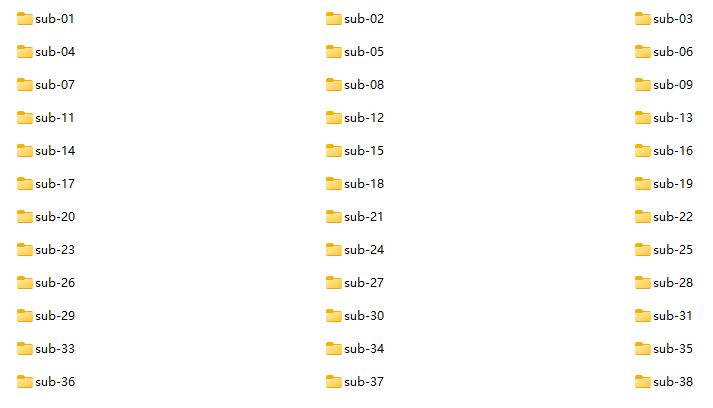 sub-01 sub-02 sub-03
sub-04 sub-05 sub-06
sub-07 sub-08 sub-09
sub-11 sub-12 sub-13
sub-14 sub-15 sub-16
sub-17 sub-18 sub-19
sub-20 sub-21 sub-22
sub-23 sub-24 sub-25
sub-26 sub-27 sub-28
sub-29 sub-30 sub-31
sub-33 sub-34 sub-35
sub-36 sub-37 sub-38